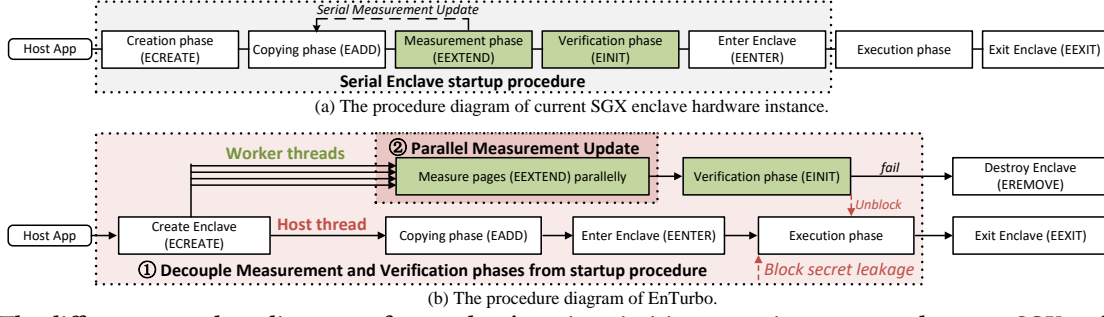 Serial Measurement Update
Host App
Creation phase
(ECREATE)
Copying phase (EADD)
Measurement phase
(EEXTEND)
Verification phase
(EINIT)
Enter Enclave
(EENTER)
Execution phase
Exit Enclave (EEXIT)
Serial Enclave startup procedure
(a) The procedure diagram of current SGX enclave hardware instance.
Worker threads
② Parallel Measurement Update
Measure pages (EEXTEND) parallelly
Verification phase (EINIT)
fail
Destroy Enclave
(EREMOVE)
Unblock
Host App
Create Enclave
(ECREATE)
Host thread
Copying phase (EADD)
Enter Enclave (EENTER)
Execution phase
Exit Enclave (EEXIT)
① Decouple Measurement and Verification phases from startup procedure
Block secret leakage
(b) The procedure diagram of EnTurbo.